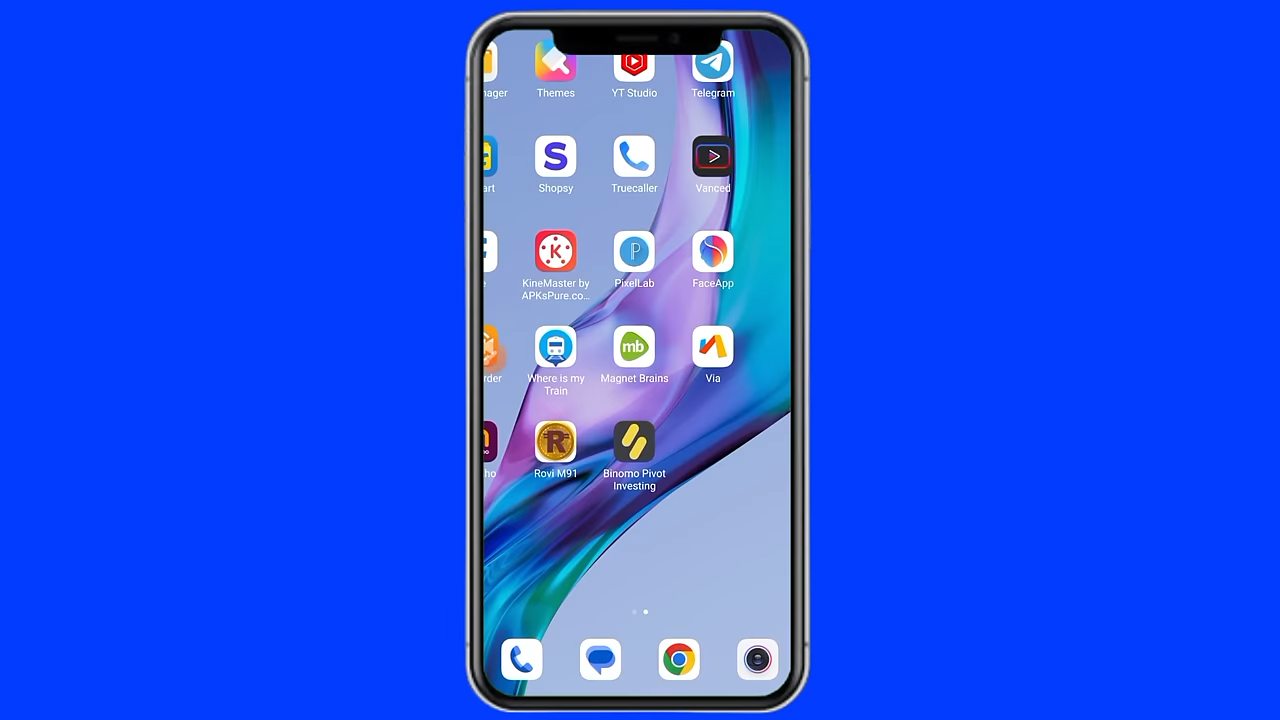 nager
Themes
YT Studio
Telegram
art
S
Shopsy
Truecaller
Vanced
e
K
KineMaster by
APKsPure.co...
P
PixelLab
FaceApp
rder
Where is my
Train
mb
Magnet Brains
Via
ho
R
Rovi M91
Binomo Pivot
Investing